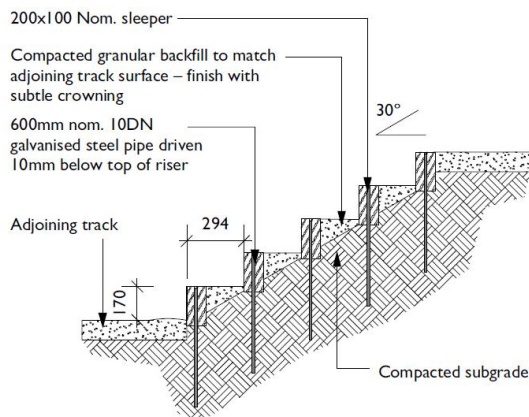 200x100 Nom. sleeper
Compacted granular backfill to match
adjoining track surface – finish with
subtle crowning
30°
600mm nom. 10DN
galvanised steel pipe driven
10mm below top of riser
Adjoining track
294
170
Compacted subgrade